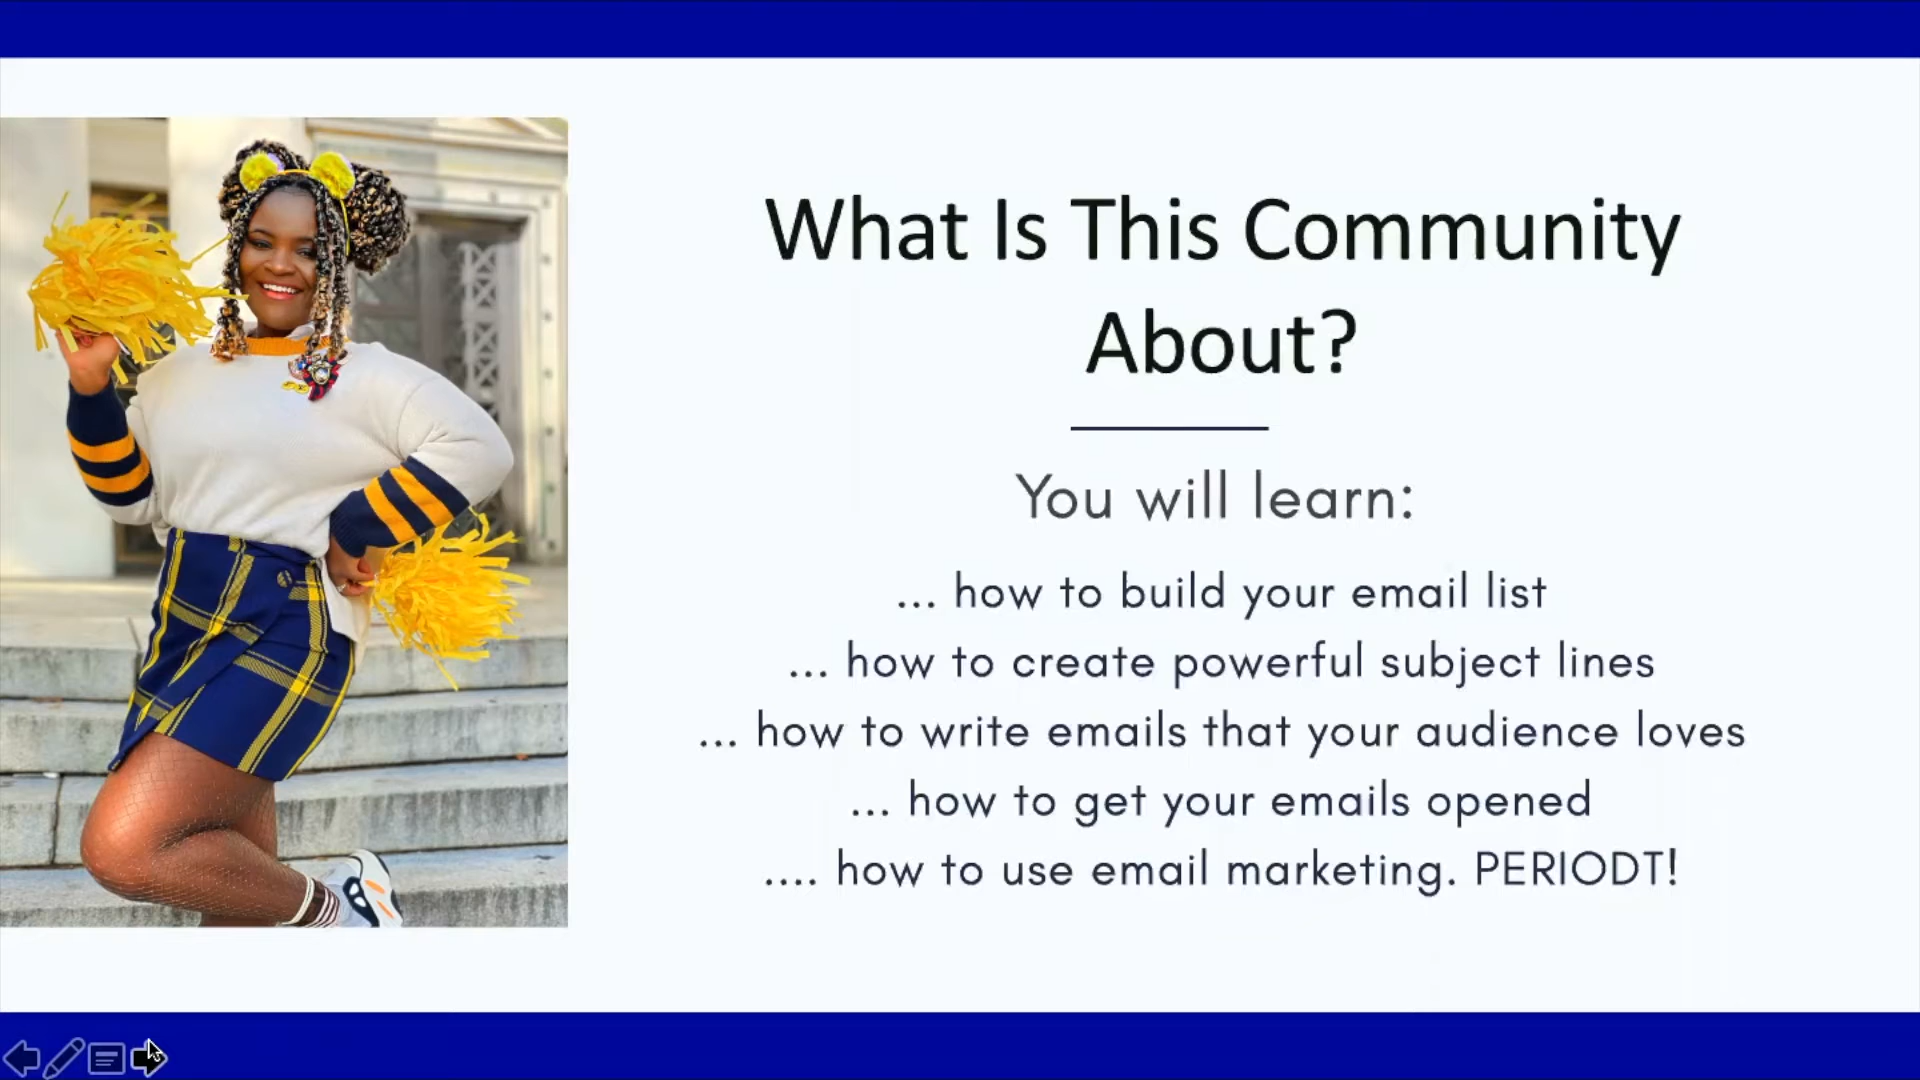 What Is This Community
About?
You will learn:
... how to build your email list
... how to create powerful subject lines
... how to write emails that your audience loves
... how to get your emails opened
.... how to use email marketing. PERIODT!